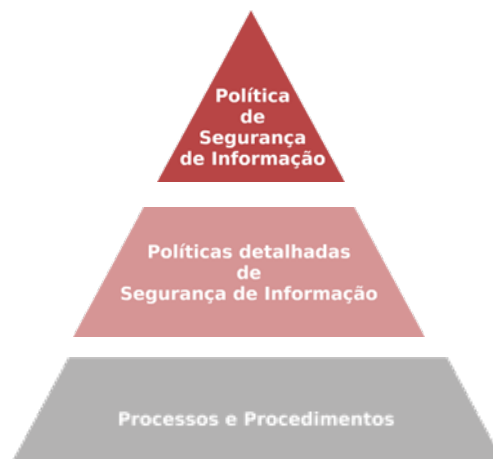 Política
de
Segurança
de Informação
Políticas detalhadas
de
Segurança de Informação
Processos e Procedimentos